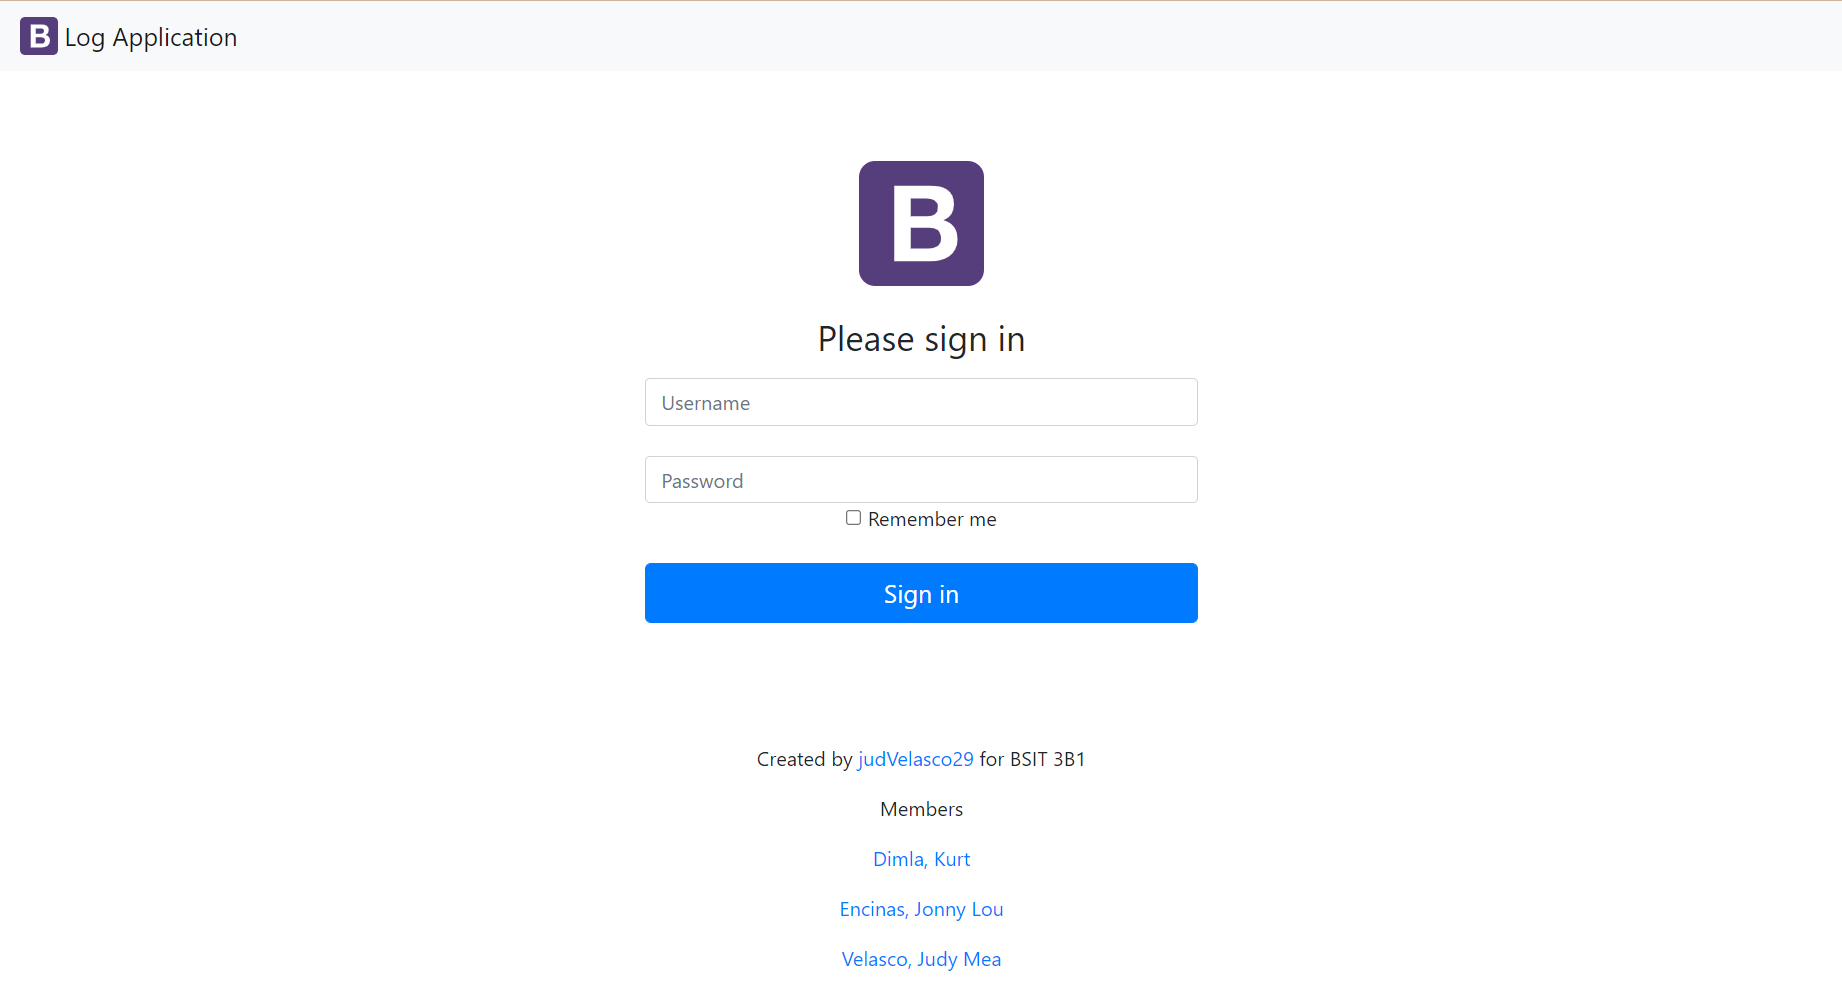 B Log Application
B
Please sign in
Username
Password
Remember me
Sign in
Created by judVelasco29 for BSIT 3B1
Members
Dimla, Kurt
Encinas, Jonny Lou
Velasco, Judy Mea